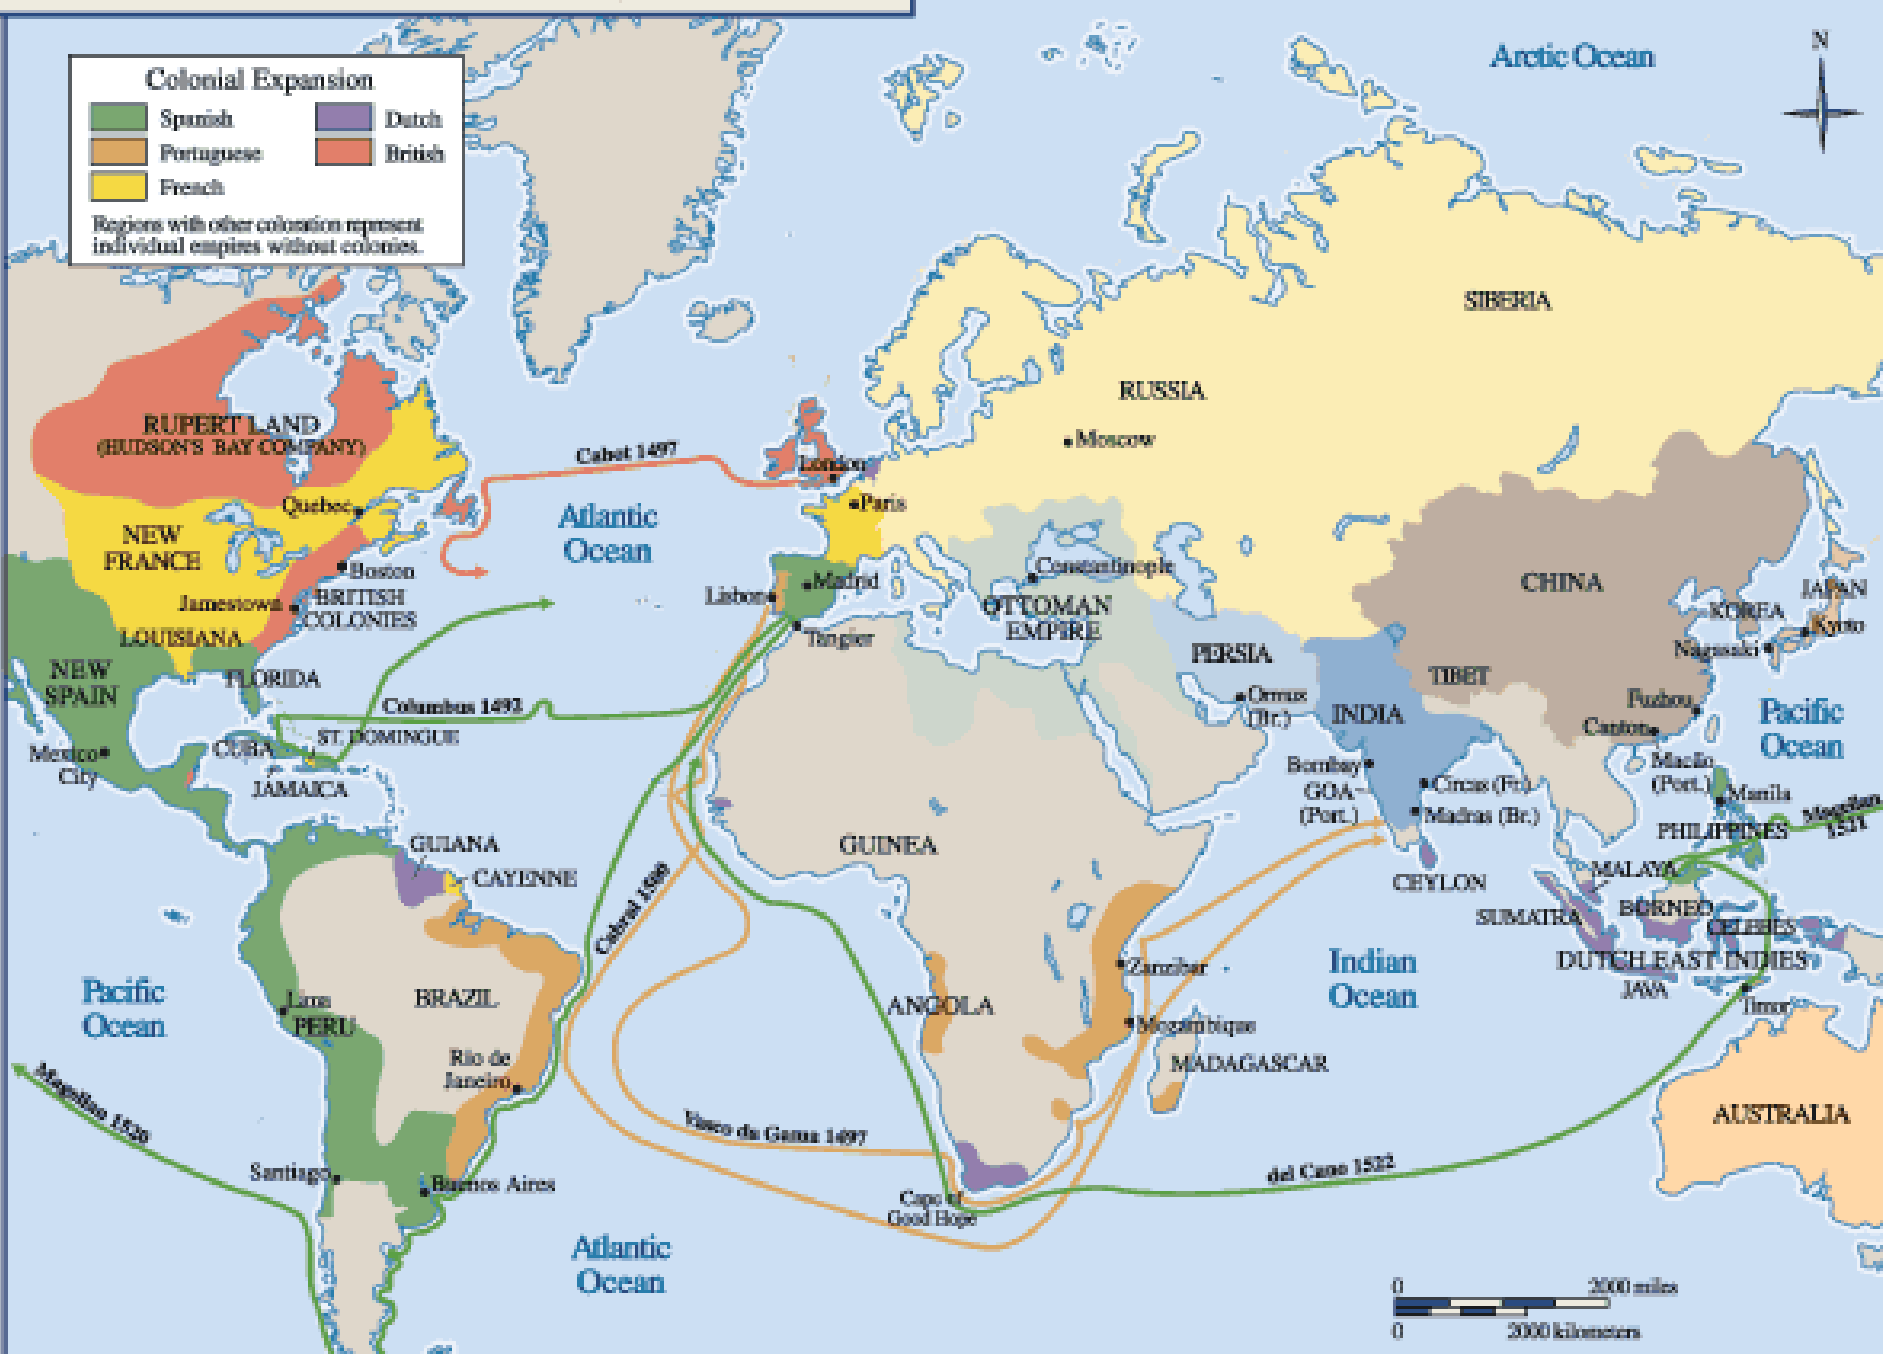 Colonial Expansion
Spanish
Portuguese
French
Dutch
British
Regions with other coloration represent
individual empires without colonies.
Arctic Ocean
N
SIBERIA
RUSSIA
Moscow
RUPERT LAND
(HUDSON'S BAY COMPANY)
Cabot 1497
London
Paris
Quebec
NEW
FRANCE
Atlantic
Ocean
Boston
Jamestown
BRITISH
COLONIES
LOUISIANA
Lisbon
Madrid
Tangier
Constantinople
OTTOMAN
EMPIRE
CHINA
JAPAN
KOREA
Kyoto
Nagasaki
NEW
SPAIN
FLORIDA
PERSIA
TIBET
Ormus
(Br.)
INDIA
Fuzhou
Canton
Pacific
Ocean
Columbus 1492
ST. DOMINGUE
CUBA
Mexico
City
JAMAICA
Bombay
GOA
(Port.)
Circus (Fr.)
Madras (Br.)
Macão
(Port.)
Manila
PHILIPPINES
Magellan
1521
GUIANA
CAYENNE
GUINEA
CEYLON
MALAYA
SUMATRA
BORNEO
CELEBES
DUTCH EAST INDIES
JAVA
Timor
Cabral 1500
Pacific
Ocean
Lima
PERU
BRAZIL
ANGOLA
Zanzibar
Indian
Ocean
Mozambique
MADAGASCAR
Rio de
Janeiro
Magellan 1520
Vasco da Gama 1497
AUSTRALIA
Santiago
Buenos Aires
Cape of
Good Hope
del Cano 1522
Atlantic
Ocean
0 2000 miles
0 2000 kilometers